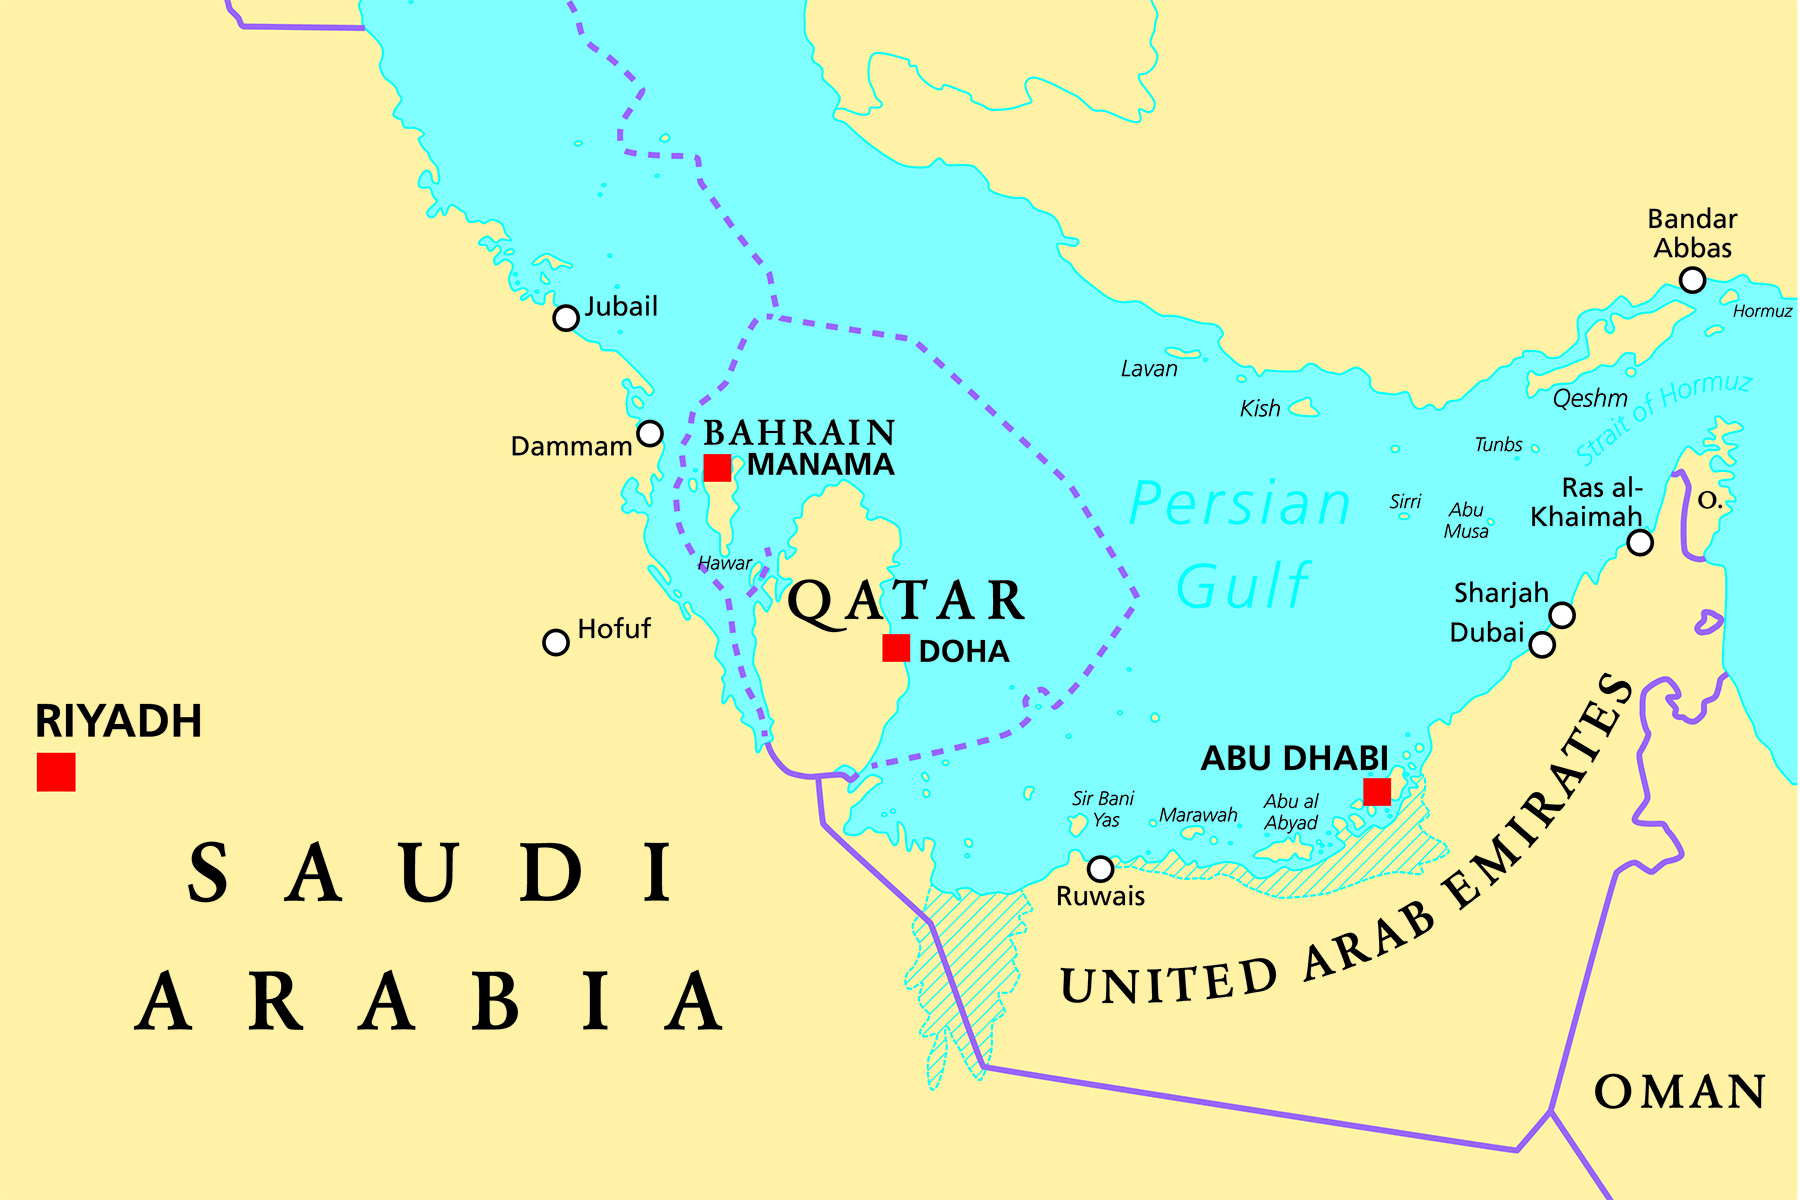 Bandar
Abbas
Hormuz
Jubail
Lavan
Kish
Qeshm
Strait of Hormuz
BAHRAIN
MANAMA
Dammam
Tunbs
Persian
Gulf
Sirri
Abu
Musa
Ras al-
Khaimah
O.
Hawar
QATAR
DOHA
Hofuf
Sharjah
Dubai
RIYADH
ABU DHABI
Sir Bani
Yas
Marawah
Abu al
Abyad
Ruwais
SAUDI
ARABIA
UNITED ARAB EMIRATES
OMAN